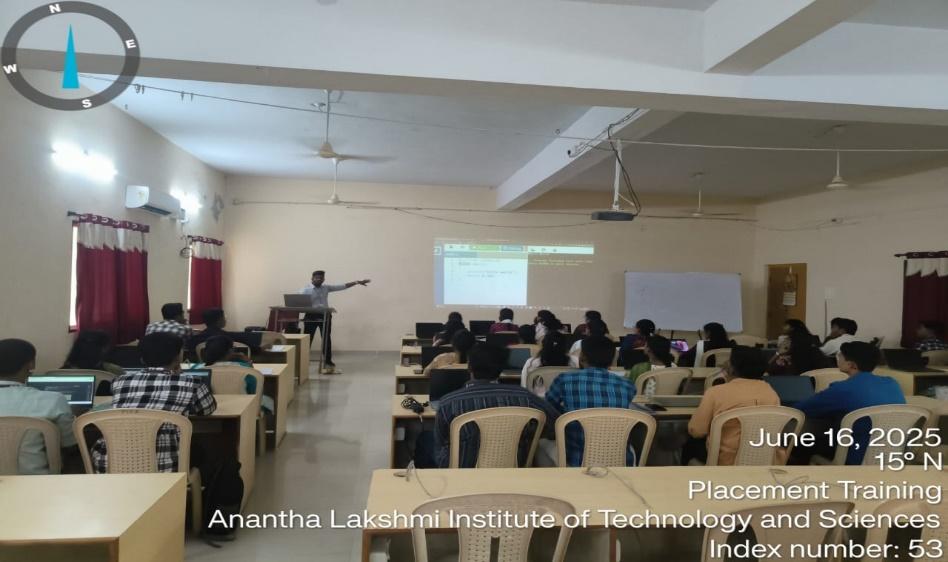 N
E
W
S
June 16, 2025
15° N
Placement Training
Anantha Lakshmi Institute of Technology and Sciences
Index number: 53